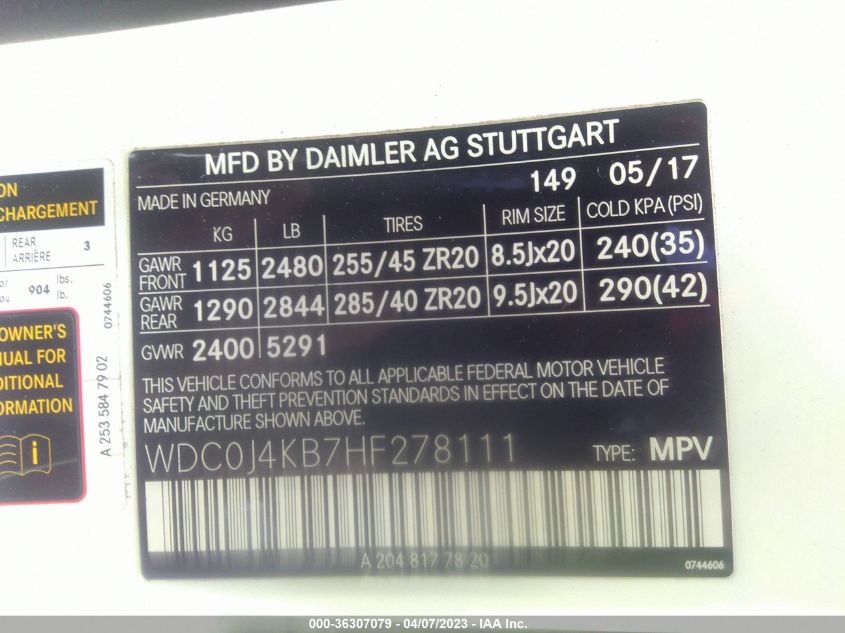 ON
CHARGEMENT
REAR
ARRIÈRE
3
or
ou
904
lbs.
lb.
OWNER'S
NUAL FOR
DITIONAL
ORMATION
i
0744606
A 253 584 79 02
MFD BY DAIMLER AG STUTTGART
149 05/17
MADE IN GERMANY
KG LB TIRES RIM SIZE COLD KPA(PSI)
GAWR FRONT 1125 2480 255/45 ZR20 8.5Jx20 240(35)
GAWR REAR 1290 2844 285/40 ZR20 9.5Jx20 290(42)
GVWR 2400 5291
THIS VEHICLE CONFORMS TO ALL APPLICABLE FEDERAL MOTOR VEHICLE
SAFETY AND THEFT PREVENTION STANDARDS IN EFFECT ON THE DATE OF
MANUFACTURE SHOWN ABOVE.
WDC0J4KB7HF278111 TYPE: MPV
A 204 817 78 20
0744606
000-36307079 - 04/07/2023 - IAA Inc.